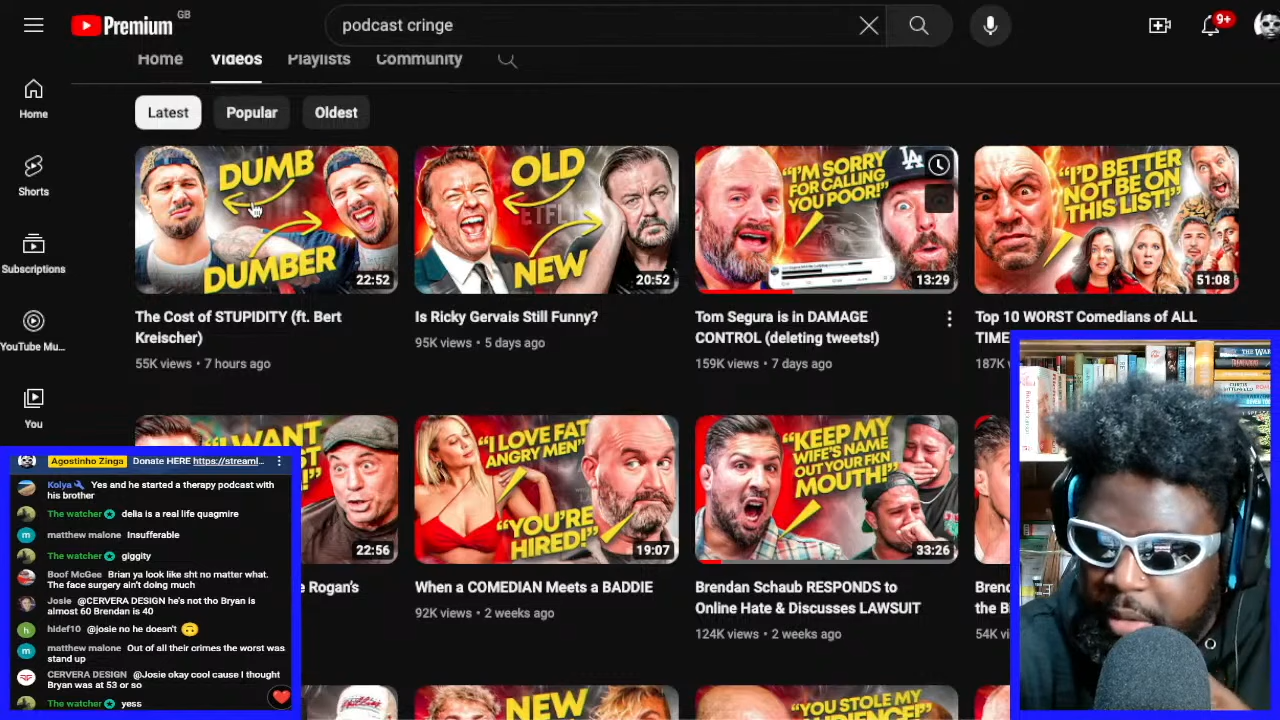 Premium
GB
podcast cringe
9+
Home
Videos
Playlists
Community
Home
Shorts
Subscriptions
YouTube Mu...
You
Latest
Popular
Oldest
DUMB
DUMBER
22:52
The Cost of STUPIDITY (ft. Bert
Kreischer)
55K views • 7 hours ago
OLD
NEW
20:52
Is Ricky Gervais Still Funny?
95K views • 5 days ago
"I'M SORRY
FOR CALLING
YOU POOR!"
LA
13:29
Tom Segura is in DAMAGE
CONTROL (deleting tweets!)
159K views • 7 days ago
"I'D BETTER
NOT BE ON
THIS LIST!"
51:08
Top 10 WORST Comedians of ALL
187K
22:56
Rogan's
"I LOVE FAT
ANGRY MEN"
"YOU'RE
HIRED!"
19:07
When a COMEDIAN Meets a BADDIE
92K views • 2 weeks ago
"KEEP MY
WIFE'S NAME
OUT YOUR FKN
MOUTH!"
33:26
Brendan Schaub RESPONDS to
Online Hate & Discusses LAWSUIT
124K views • 2 weeks ago
the B
54K vi
NEW
"YOU STOLE MY
Agostinho Zinga Donate HERE https://streaml...
Kolya Yes and he started a therapy podcast with
his brother
The watcher delia is a real life quagmire
matthew malone Insufferable
The watcher giggity
Boof McGee Brian ya look like sht no matter what.
The face surgery ain't doing much
Josie @CERVERA DESIGN he's not tho Bryan is
almost 60 Brendan is 40
hldef10 @josie no he doesn't 🙃
matthew malone Out of all their crimes the worst was
stand up
CERVERA DESIGN @Josie okay cool cause I thought
Bryan was at 53 or so
The watcher yess